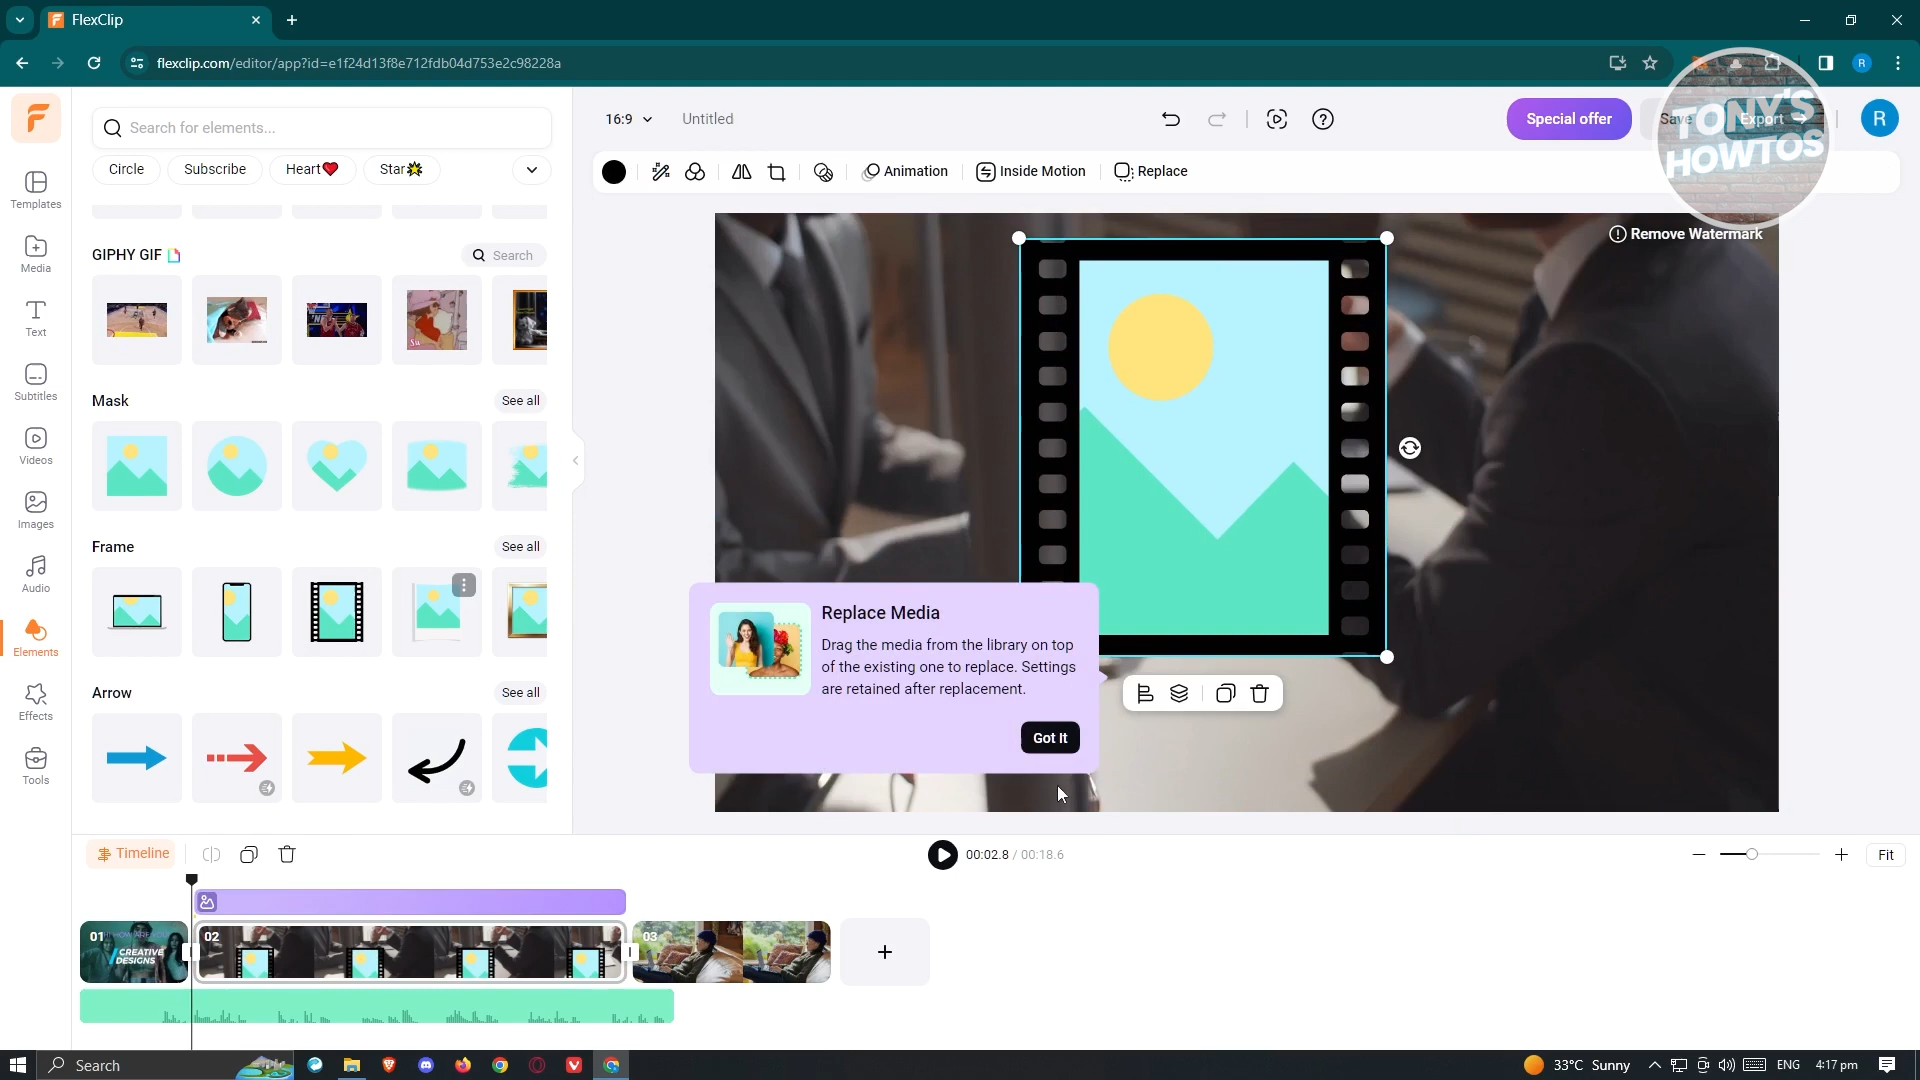 FlexClip
flexclip.com/editor/app?id=e1f24d13f8e712fdb04d753e2c98228a
R
Search for elements...
16:9
Untitled
Special offer
Save
Export
R
TONY'S
HOWTOS
Circle
Subscribe
Heart
Star
Animation
Inside Motion
Replace
Templates
Media
Text
Subtitles
Videos
Images
Audio
Elements
Effects
Tools
GIPHY GIF
Search
Su
Remove Watermark
Mask
See all
Frame
See all
Arrow
See all
Replace Media
Drag the media from the library on top
of the existing one to replace. Settings
are retained after replacement.
Got It
Timeline
00:02.8 / 00:18.6
Fit
01
CREATIVE
DESIGNS
02
03
Search
33°C Sunny
ENG
4:17 pm